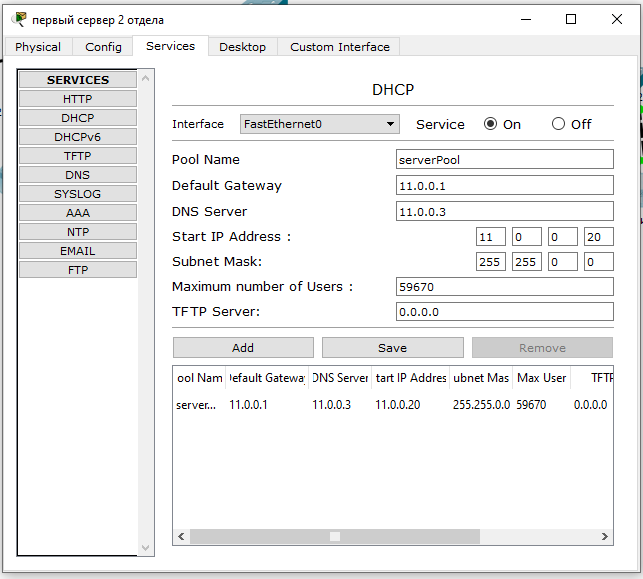 первый сервер 2 отдела
Physical Config Services Desktop Custom Interface
SERVICES
HTTP
DHCP
DHCPv6
TFTP
DNS
SYSLOG
AAA
NTP
EMAIL
FTP
DHCP
Interface FastEthernet0 Service On Off
Pool Name serverPool
Default Gateway 11.0.0.1
DNS Server 11.0.0.3
Start IP Address : 11 0 0 20
Subnet Mask: 255 255 0 0
Maximum number of Users : 59670
TFTP Server: 0.0.0.0
Add Save Remove
ool Nam efault Gateway DNS Server tart IP Addres ubnet Mas Max User TFTP
server... 11.0.0.1 11.0.0.3 11.0.0.20 255.255.0.0 59670 0.0.0.0